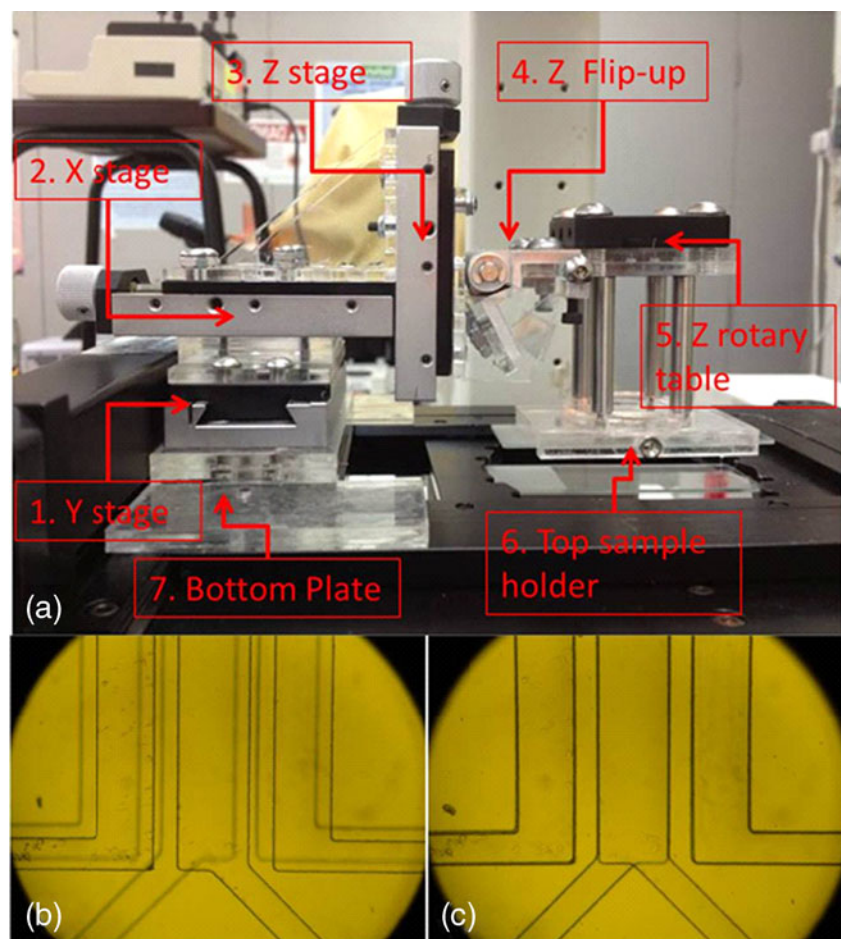 3. Z stage
4. Z Flip-up
2. X stage
5. Z rotary
table
1. Y stage
6. Top sample
holder
7. Bottom Plate
(a)
(b)
(c)